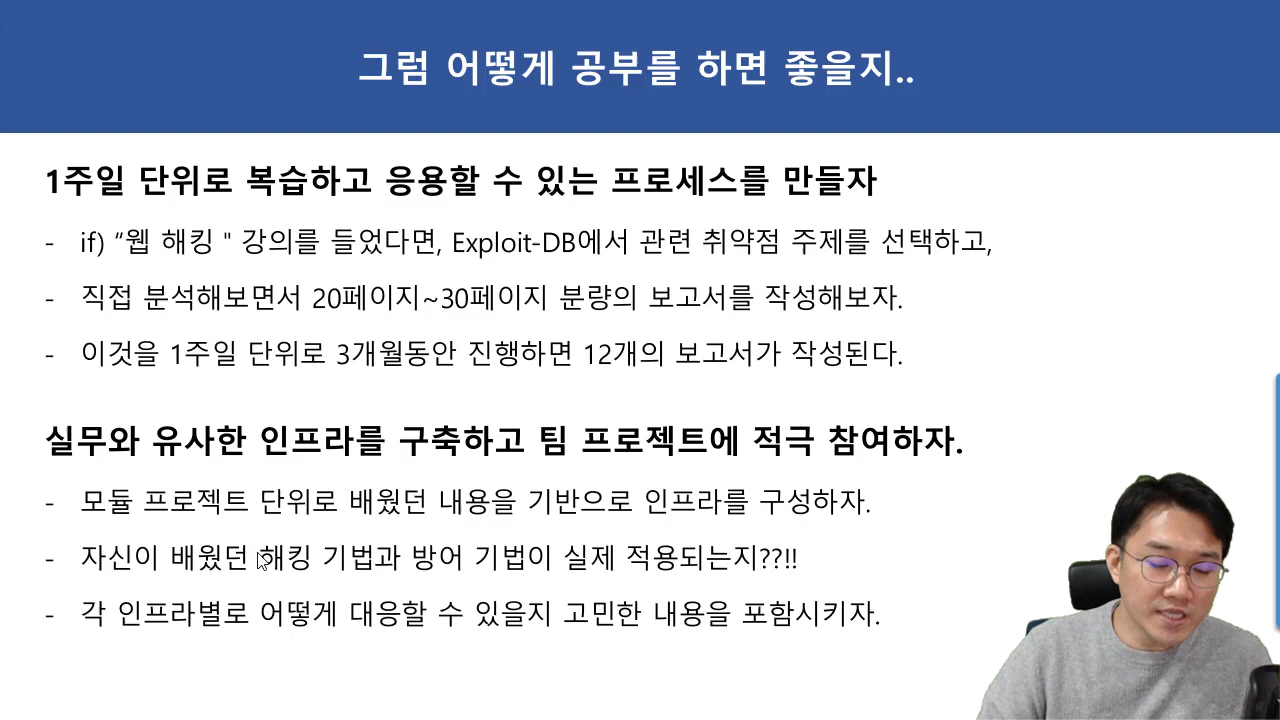 그럼 어떻게 공부를 하면 좋을지..
1주일 단위로 복습하고 응용할 수 있는 프로세스를 만들자
- if) “웹 해킹 " 강의를 들었다면, Exploit-DB에서 관련 취약점 주제를 선택하고,
- 직접 분석해보면서 20페이지~30페이지 분량의 보고서를 작성해보자.
- 이것을 1주일 단위로 3개월동안 진행하면 12개의 보고서가 작성된다.
실무와 유사한 인프라를 구축하고 팀 프로젝트에 적극 참여하자.
- 모듈 프로젝트 단위로 배웠던 내용을 기반으로 인프라를 구성하자.
- 자신이 배웠던 해킹 기법과 방어 기법이 실제 적용되는지??!!
- 각 인프라별로 어떻게 대응할 수 있을지 고민한 내용을 포함시키자.